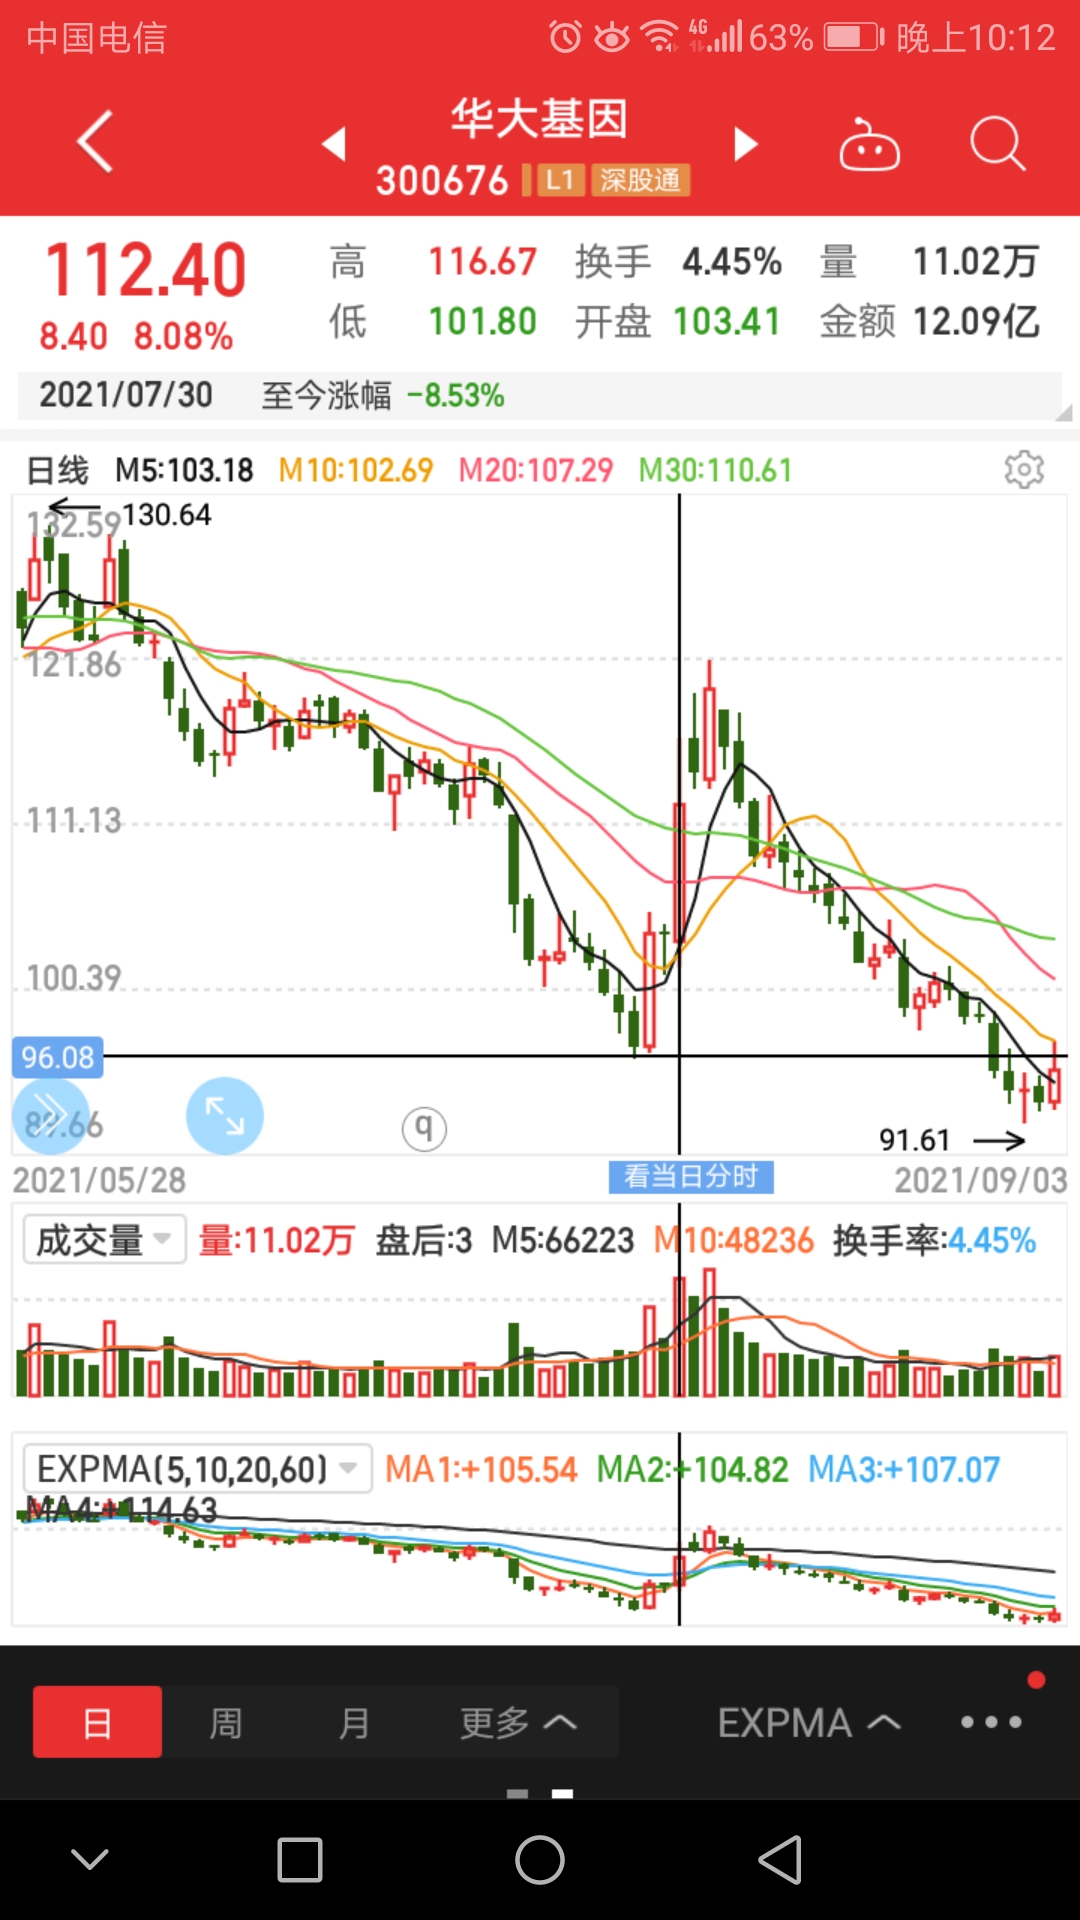 中国电信 4G 63% 晚上10:12
华大基因
300676 L1 深股通
112.40 高 116.67 换手 4.45% 量 11.02万
8.40 8.08% 低 101.80 开盘 103.41 金额 12.09亿
2021/07/30 至今涨幅 -8.53%
日线 M5:103.18 M10:102.69 M20:107.29 M30:110.61
132.59 130.64
121.86
111.13
100.39
96.08
89.66 q 91.61
2021/05/28 看当日分时 2021/09/03
成交量 量:11.02万 盘后:3 M5:66223 M10:48236 换手率:4.45%
EXPMA(5,10,20,60) MA1:+105.54 MA2:+104.82 MA3:+107.07
MA4:+114.63
日 周 月 更多 EXPMA